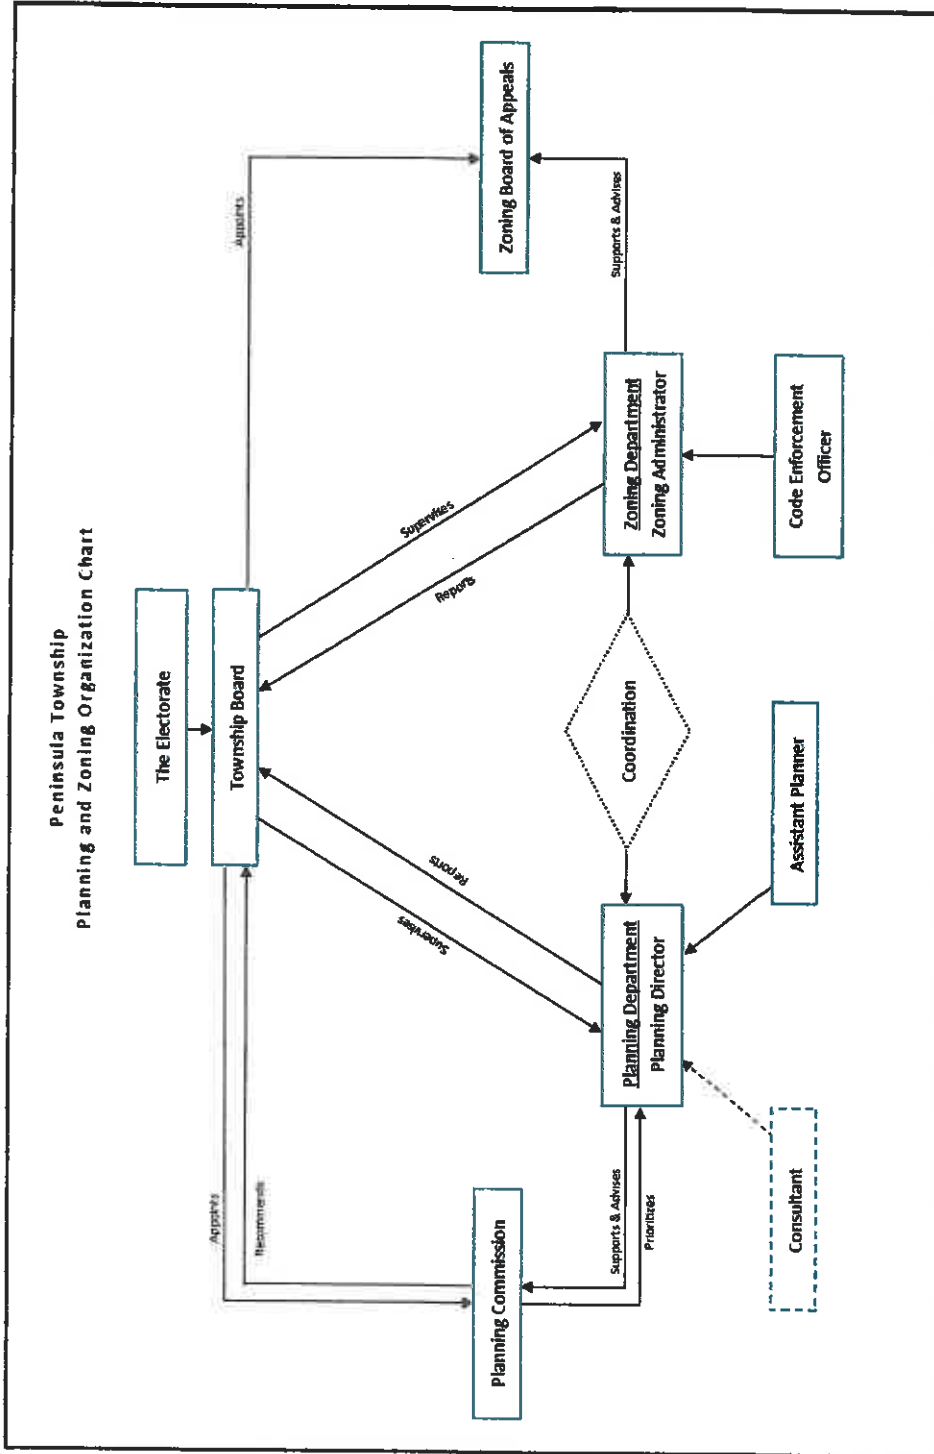 Peninsula Township
Planning and Zoning Organization Chart
The Electorate
Township Board
Appoints
Recommends
Appoints
Supervises
Reports
Reports
Supervises
Planning Commission
Zoning Board of Appeals
Supports & Advises
Prioritizes
Planning Department
Planning Director
Coordination
Zoning Department
Zoning Administrator
Supports & Advises
Consultant
Assistant Planner
Code Enforcement
Officer